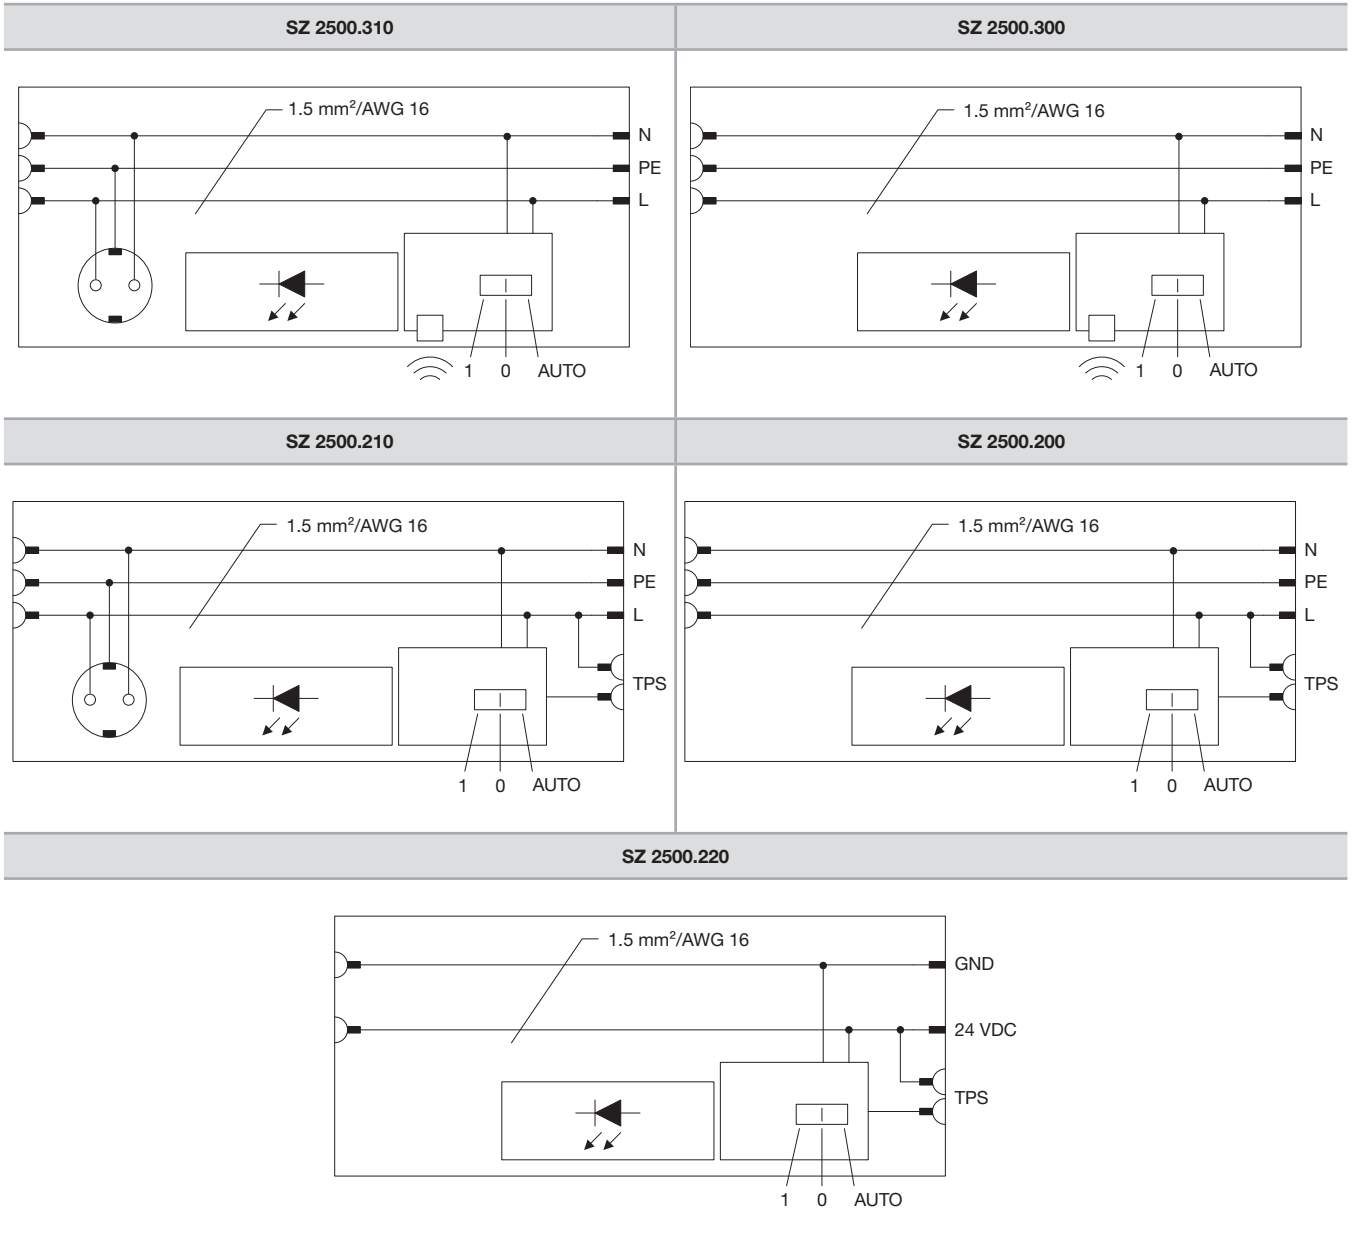 SZ 2500.310
SZ 2500.300
1.5 mm²/AWG 16
N
PE
L
1 0 AUTO
1.5 mm²/AWG 16
N
PE
L
1 0 AUTO
SZ 2500.210
SZ 2500.200
1.5 mm²/AWG 16
N
PE
L
TPS
1 0 AUTO
1.5 mm²/AWG 16
N
PE
L
TPS
1 0 AUTO
SZ 2500.220
1.5 mm²/AWG 16
GND
24 VDC
TPS
1 0 AUTO